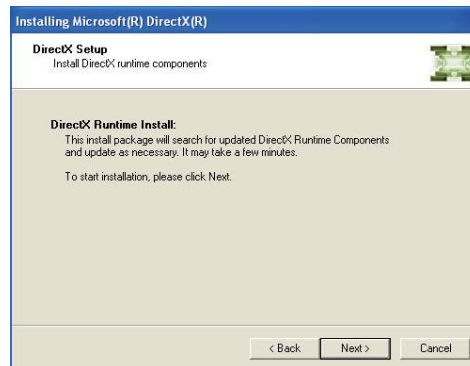 Installing Microsoft(R) DirectX(R)
DirectX Setup
Install DirectX runtime components
DirectX Runtime Install:
This install package will search for updated DirectX Runtime Components
and update as necessary. It may take a few minutes.
To start installation, please click Next.
< Back
Next >
Cancel